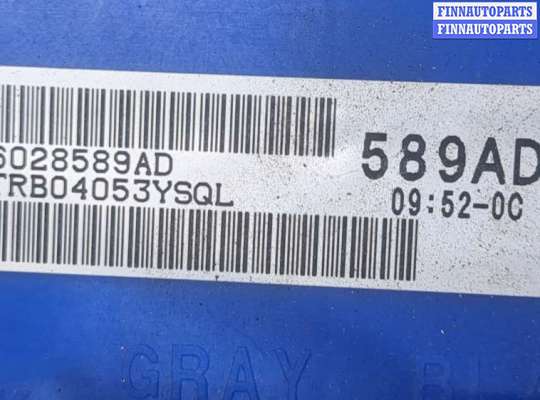 FINNAUTOPARTS
FINNAUTOPARTS
6028589AD
TRB04053YSQL
589AD
09:52-0C
GRAY